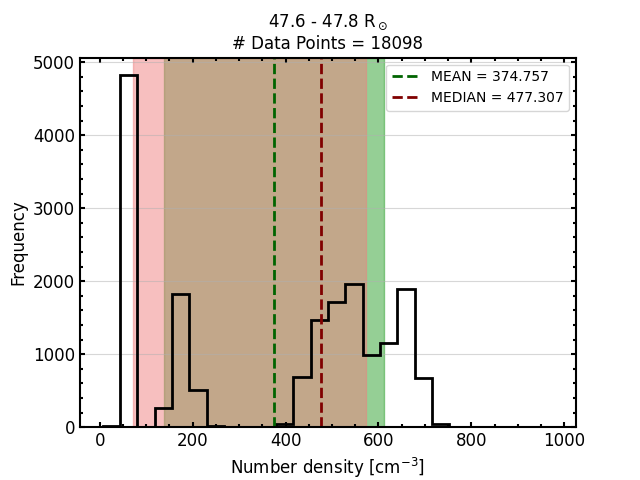 47.6 - 47.8 R⊙
# Data Points = 18098
MEAN = 374.757
MEDIAN = 477.307
Frequency
5000
4000
3000
2000
1000
0
0 200 400 600 800 1000
Number density [cm⁻³]